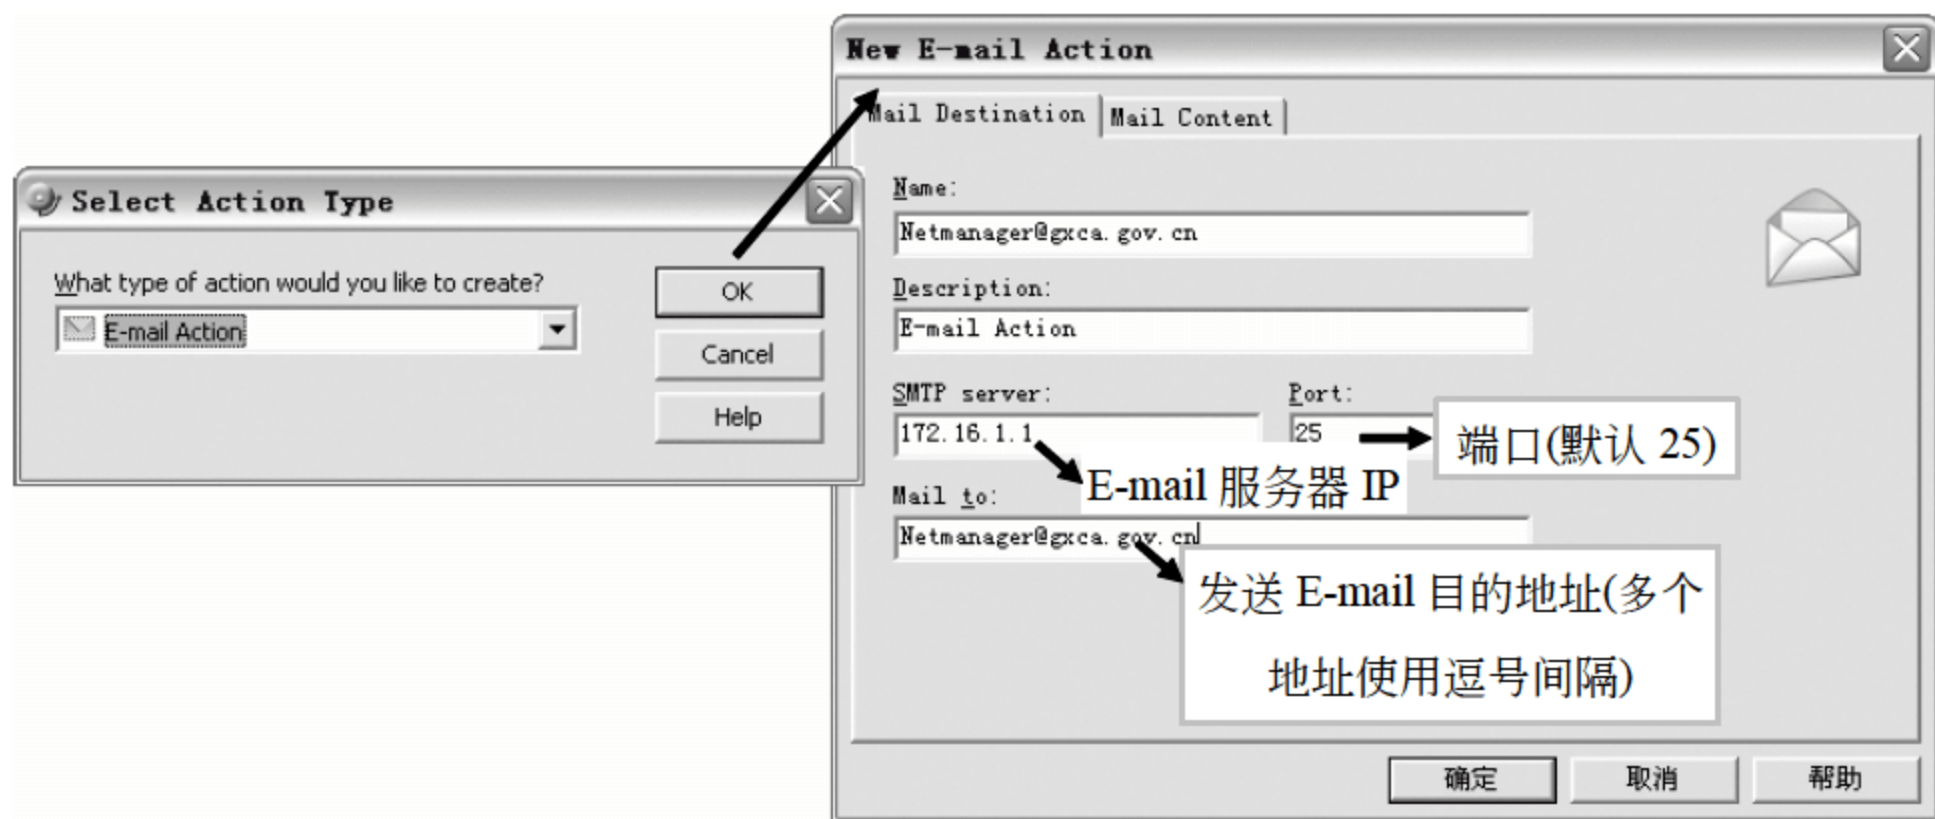 Select Action Type
What type of action would you like to create?
E-mail Action
OK
Cancel
Help
New E-mail Action
Mail Destination
Mail Content
Name:
Netmanager@gxca.gov.cn
Description:
E-mail Action
SMTP server:
Port:
172.16.1.1
25
端口(默认 25)
E-mail 服务器 IP
Mail to:
Netmanager@gxca.gov.cn
发送 E-mail 目的地址(多个
地址使用逗号间隔)
确定
取消
帮助